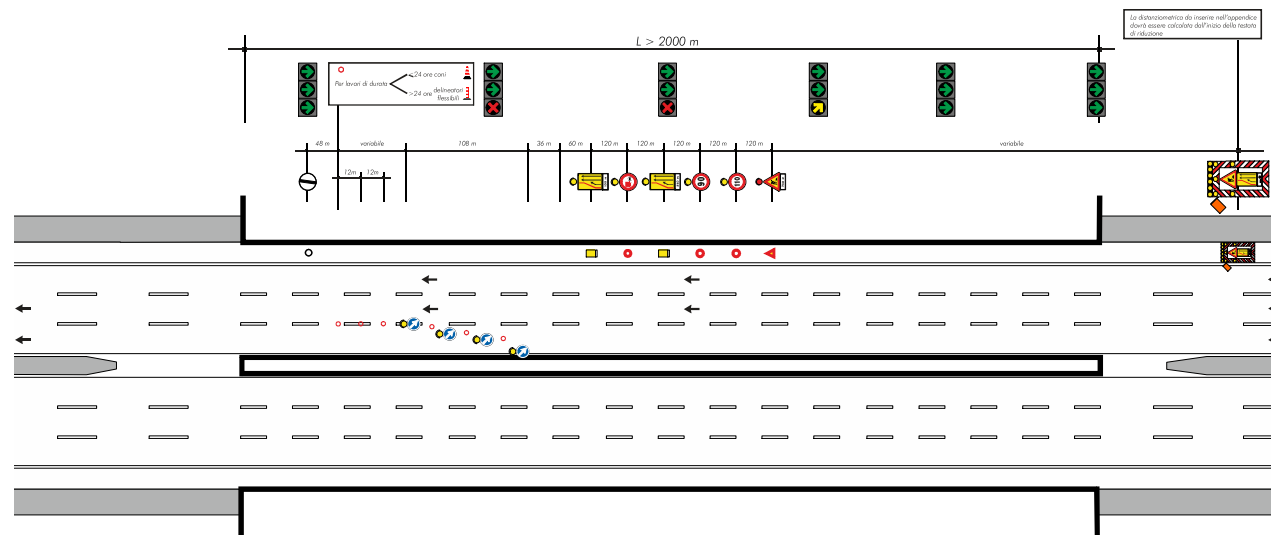 La distanziometrica da inserire nell'appendice
dovrà essere calcolata dall'inizio della testata
di riduzione
L > 2000 m
Per lavori di durata
<24 ore coni
>24 ore delineatori
flessibili
48 m variabile 108 m 36 m 60 m 120 m 120 m 120 m 120 m 120 m variabile
12m 12m
90 110